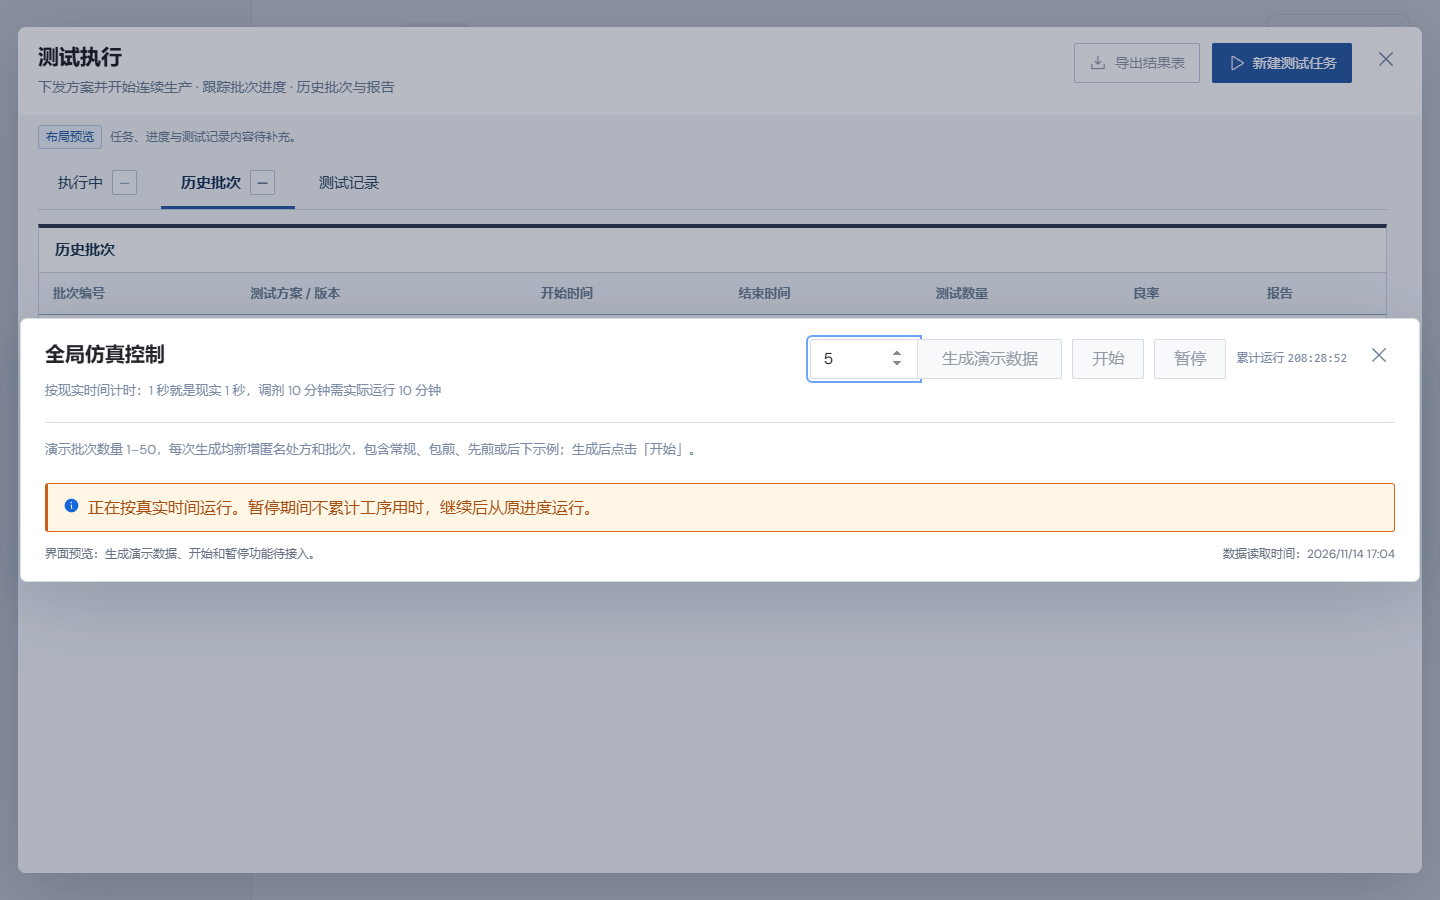 测试执行
下发方案并开始连续生产 · 跟踪批次进度 · 历史批次与报告
导出结果表
新建测试任务
布局预览 任务、进度与测试记录内容待补充。
执行中 — 历史批次 — 测试记录
历史批次
批次编号 测试方案 / 版本 开始时间 结束时间 测试数量 良率 报告
全局仿真控制
5 生成演示数据 开始 暂停 累计运行 208:28:52
按现实时间计时：1 秒就是现实 1 秒，调剂 10 分钟需实际运行 10 分钟
演示批次数量 1–50，每次生成均新增匿名处方和批次，包含常规、包煎、先煎或后下示例；生成后点击「开始」。
正在按真实时间运行。暂停期间不累计工序用时，继续后从原进度运行。
界面预览：生成演示数据、开始和暂停功能待接入。
数据读取时间：2026/11/14 17:04